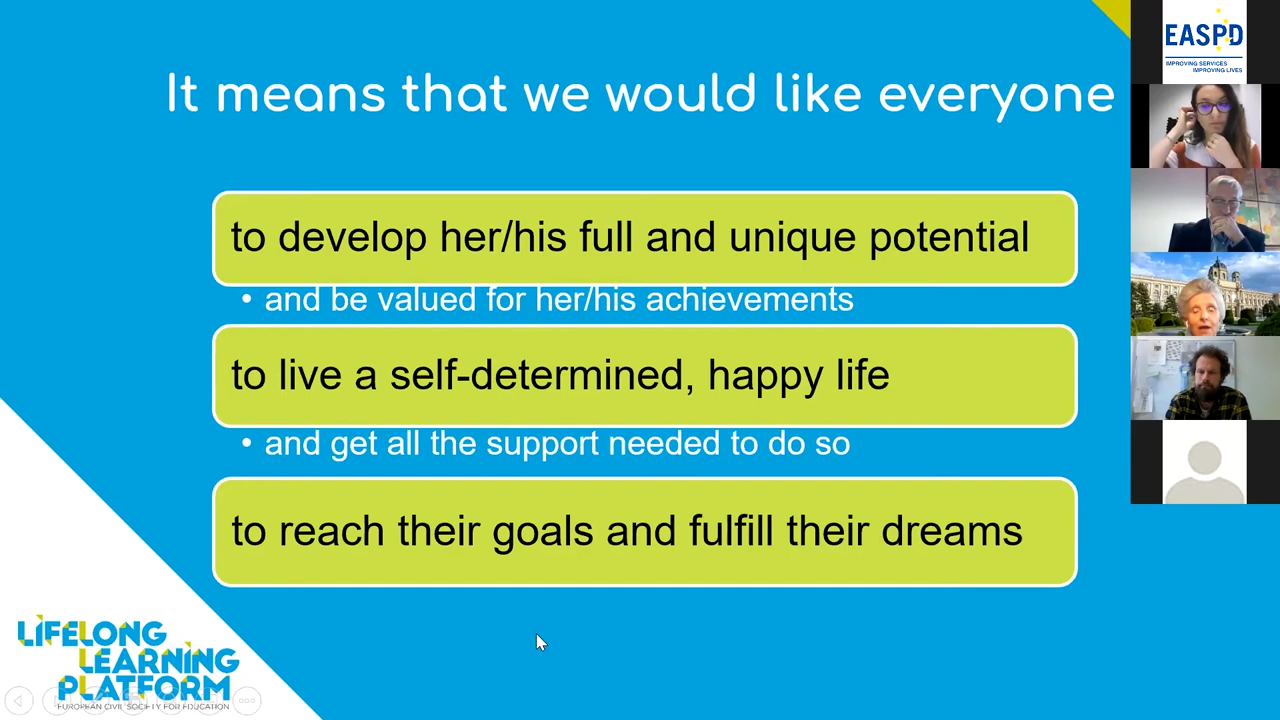 It means that we would like everyone
to develop her/his full and unique potential
• and be valued for her/his achievements
to live a self-determined, happy life
• and get all the support needed to do so
to reach their goals and fulfill their dreams
LIFELONG
LEARNING
PLATFORM
EUROPEAN CIVIL SOCIETY FOR EDUCATION
EASPD
IMPROVING SERVICES
IMPROVING LIVES